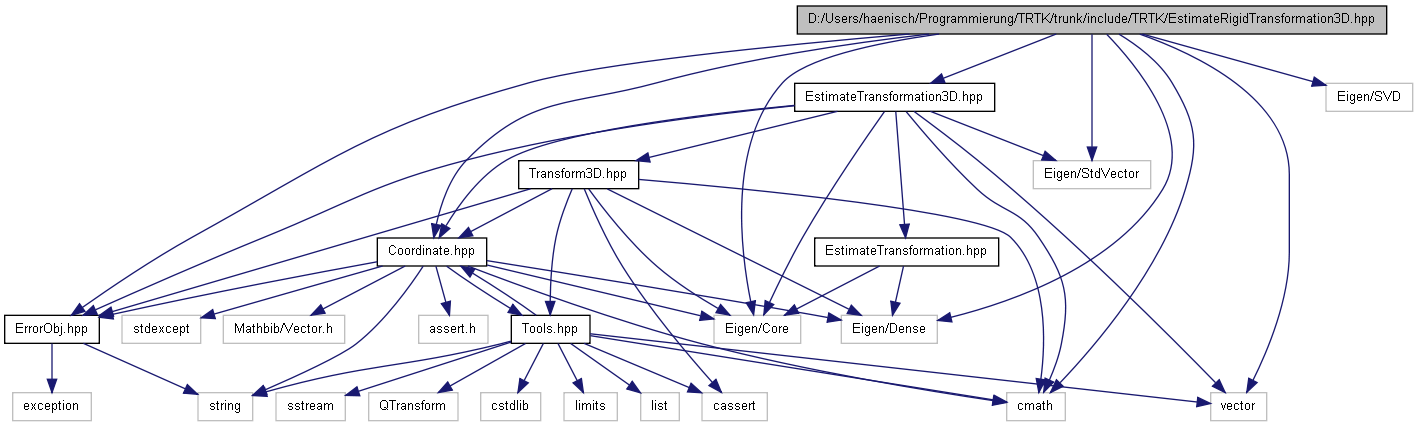 D:/Users/haenisch/Programmierung/TRTK/trunk/include/TRTK/EstimateRigidTransformation3D.hpp
EstimateTransformation3D.hpp
Eigen/SVD
Transform3D.hpp
Eigen/StdVector
Coordinate.hpp
EstimateTransformation.hpp
ErrorObj.hpp
stdexcept
Mathbib/Vector.h
assert.h
Tools.hpp
Eigen/Core
Eigen/Dense
exception
string
sstream
QTransform
cstdlib
limits
list
cassert
cmath
vector